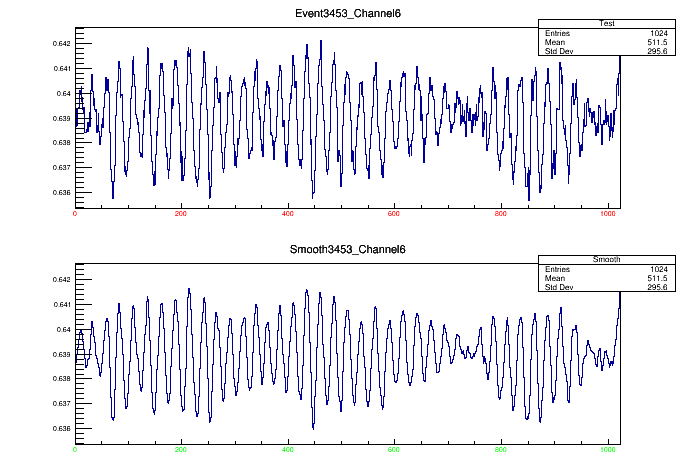 Event3453_Channel6
Test
Entries 1024
Mean 511.5
Std Dev 295.6
0.642
0.641
0.64
0.639
0.638
0.637
0.636
0 200 400 600 800 1000
Smooth3453_Channel6
Smooth
Entries 1024
Mean 511.5
Std Dev 295.6
0.642
0.641
0.64
0.639
0.638
0.637
0.636
0 200 400 600 800 1000